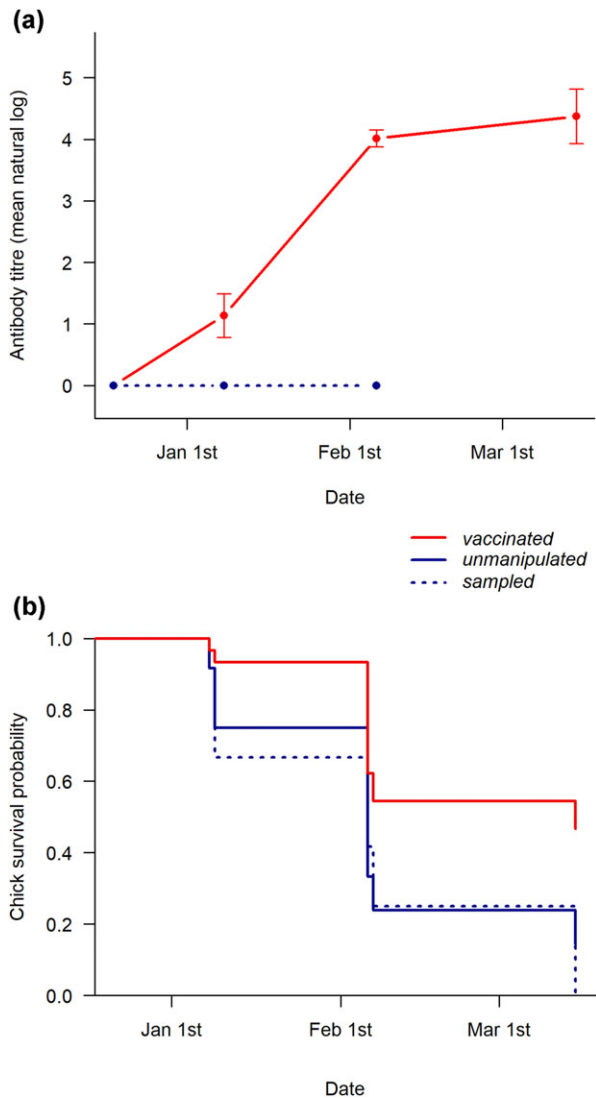 (a)
Antibody titre (mean natural log)
5
4
3
2
1
0
Jan 1st Feb 1st Mar 1st
Date
vaccinated
unmanipulated
sampled
(b)
Chick survival probability
1.0
0.8
0.6
0.4
0.2
0.0
Jan 1st Feb 1st Mar 1st
Date